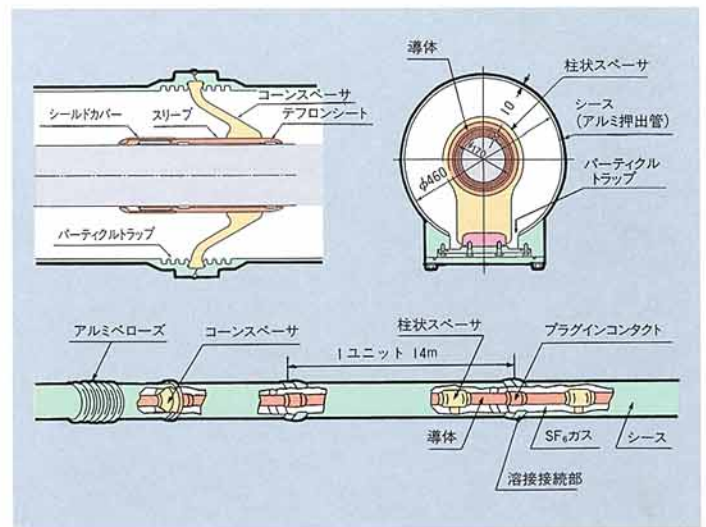 コーンスペーサ
シールドカバー
スリーブ
テフロンシート
パーティクルトラップ
導体
柱状スペーサ
10
シース
(アルミ押出管)
φ170
φ460
パーティクル
トラップ
アルミベローズ
コーンスペーサ
柱状スペーサ
プラグインコンタクト
1ユニット 14m
導体
SF₆ガス
シース
溶接接続部